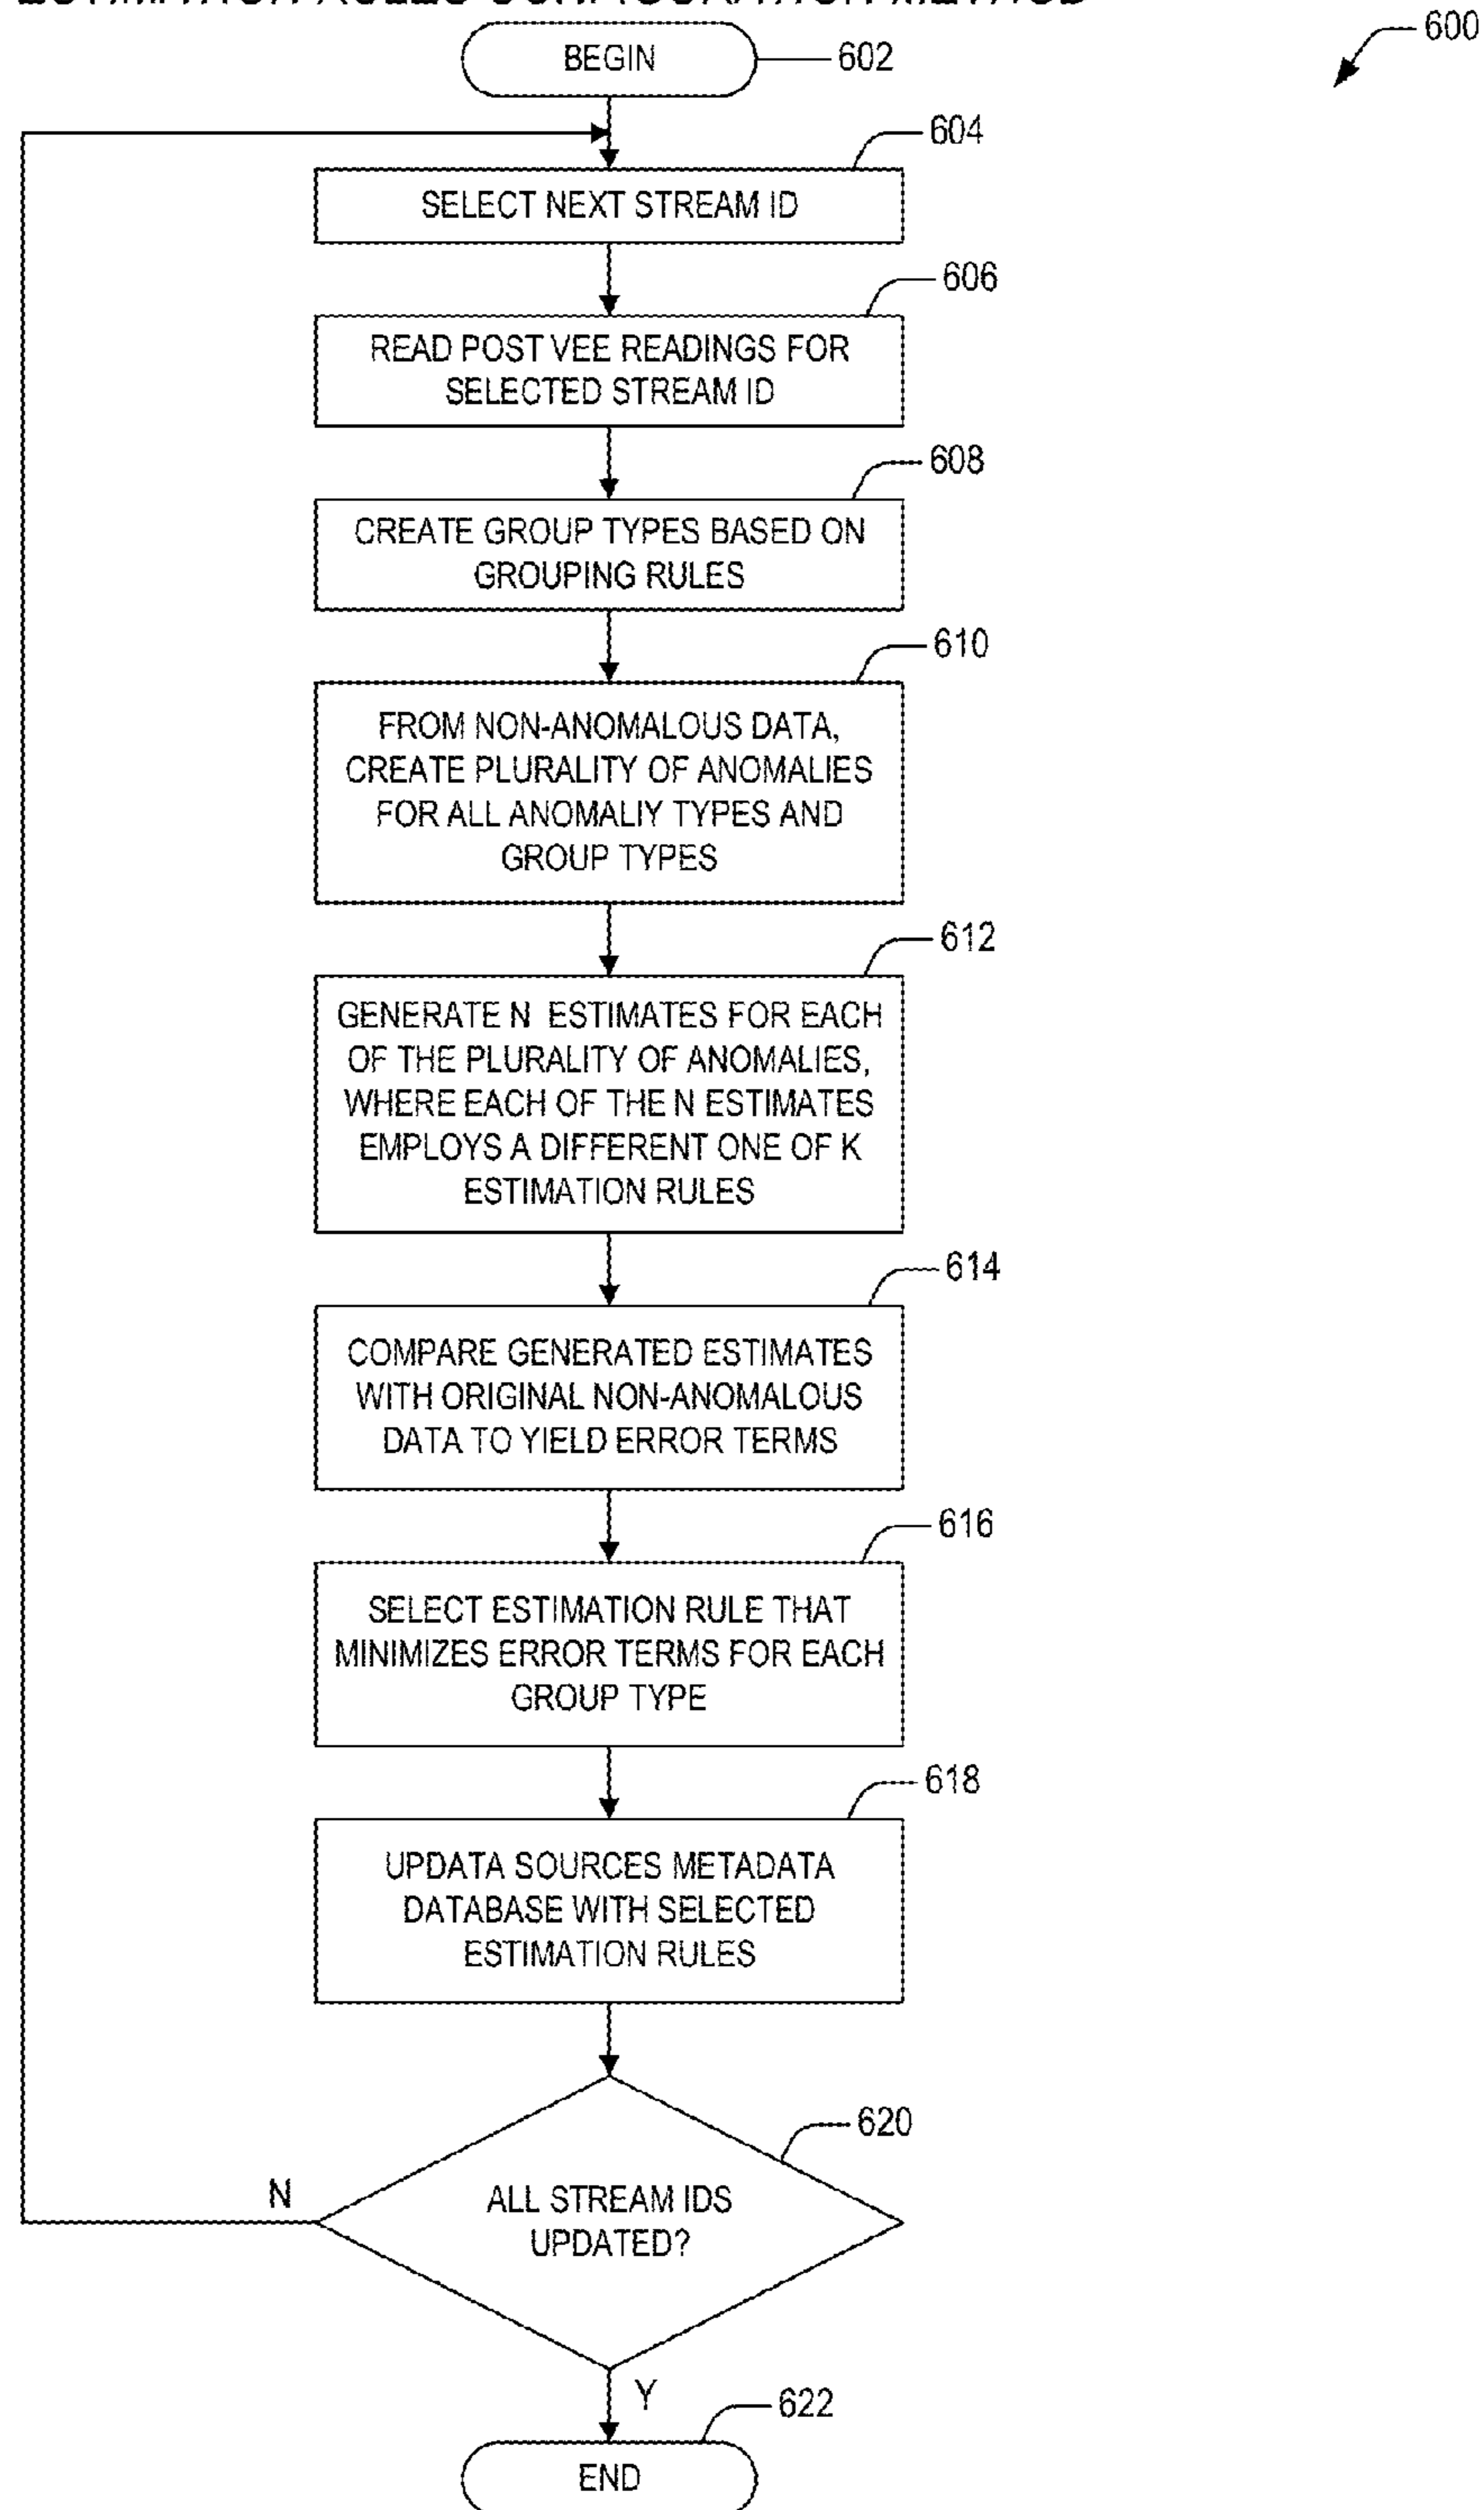 600
BEGIN
602
604
SELECT NEXT STREAM ID
606
READ POST VEE READINGS FOR
SELECTED STREAM ID
608
CREATE GROUP TYPES BASED ON
GROUPING RULES
610
FROM NON-ANOMALOUS DATA,
CREATE PLURALITY OF ANOMALIES
FOR ALL ANOMALIY TYPES AND
GROUP TYPES
612
GENERATE N ESTIMATES FOR EACH
OF THE PLURALITY OF ANOMALIES,
WHERE EACH OF THE N ESTIMATES
EMPLOYS A DIFFERENT ONE OF K
ESTIMATION RULES
614
COMPARE GENERATED ESTIMATES
WITH ORIGINAL NON-ANOMALOUS
DATA TO YIELD ERROR TERMS
616
SELECT ESTIMATION RULE THAT
MINIMIZES ERROR TERMS FOR EACH
GROUP TYPE
618
UPDATA SOURCES METADATA
DATABASE WITH SELECTED
ESTIMATION RULES
620
N
ALL STREAM IDS
UPDATED?
Y
622
END